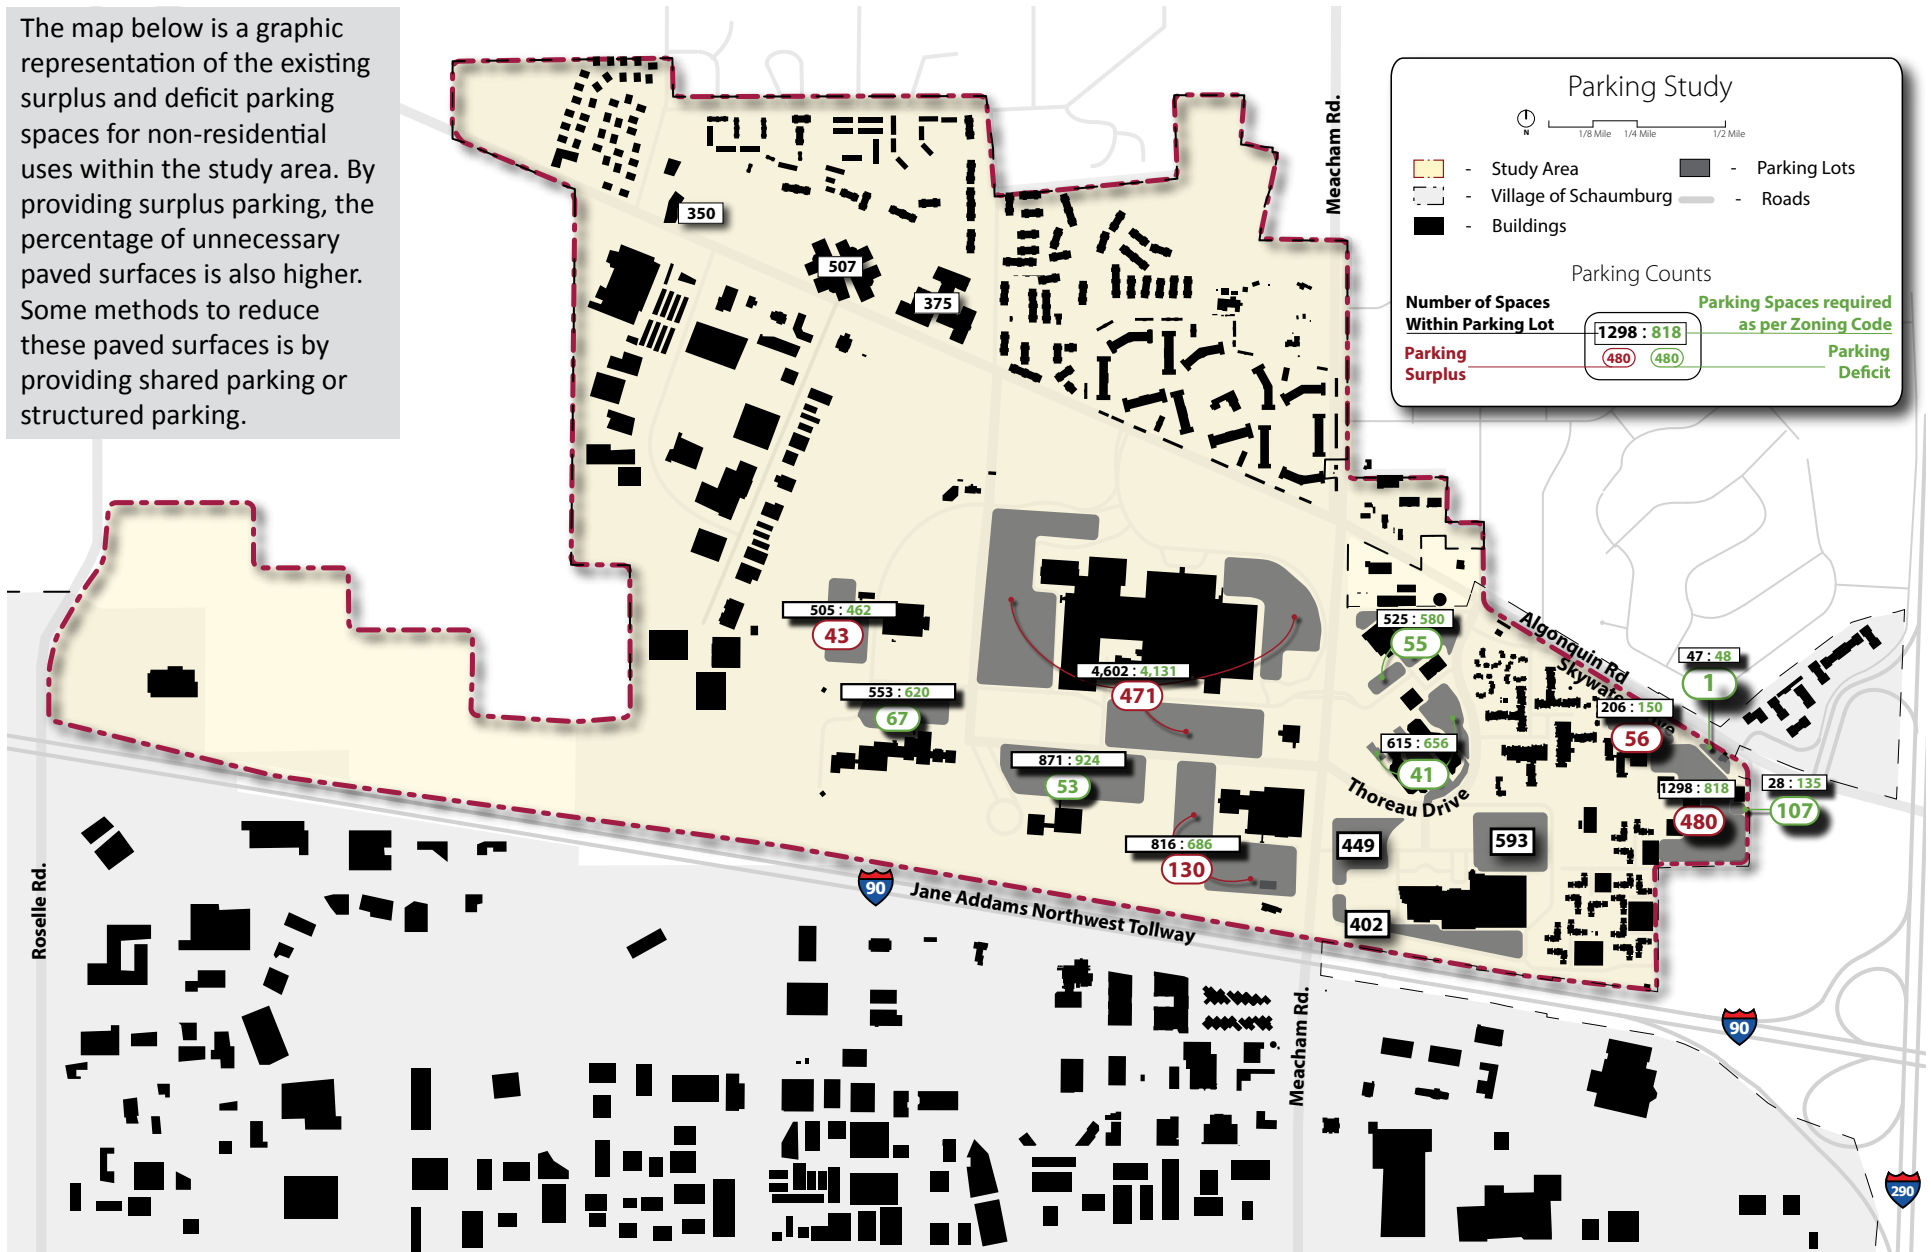 The map below is a graphic
representation of the existing
surplus and deficit parking
spaces for non-residential
uses within the study area. By
providing surplus parking, the
percentage of unnecessary
paved surfaces is also higher.
Some methods to reduce
these paved surfaces is by
providing shared parking or
structured parking.
Parking Study
N
1/8 Mile 1/4 Mile 1/2 Mile
- Study Area
- Parking Lots
- Village of Schaumburg
- Roads
- Buildings
Parking Counts
Number of Spaces
Within Parking Lot
Parking Spaces required
as per Zoning Code
1298 : 818
480 480
Parking
Surplus
Parking
Deficit
Meacham Rd.
350
507
375
505 : 462
43
553 : 620
67
4,602 : 4,131
471
871 : 924
53
816 : 686
130
525 : 580
55
615 : 656
41
Thoreau Drive
449
593
402
Algonquin Rd
47 : 48
1
206 : 150
56
1298 : 818
480
28 : 135
107
Roselle Rd.
90
Jane Addams Northwest Tollway
Meacham Rd.
90
290